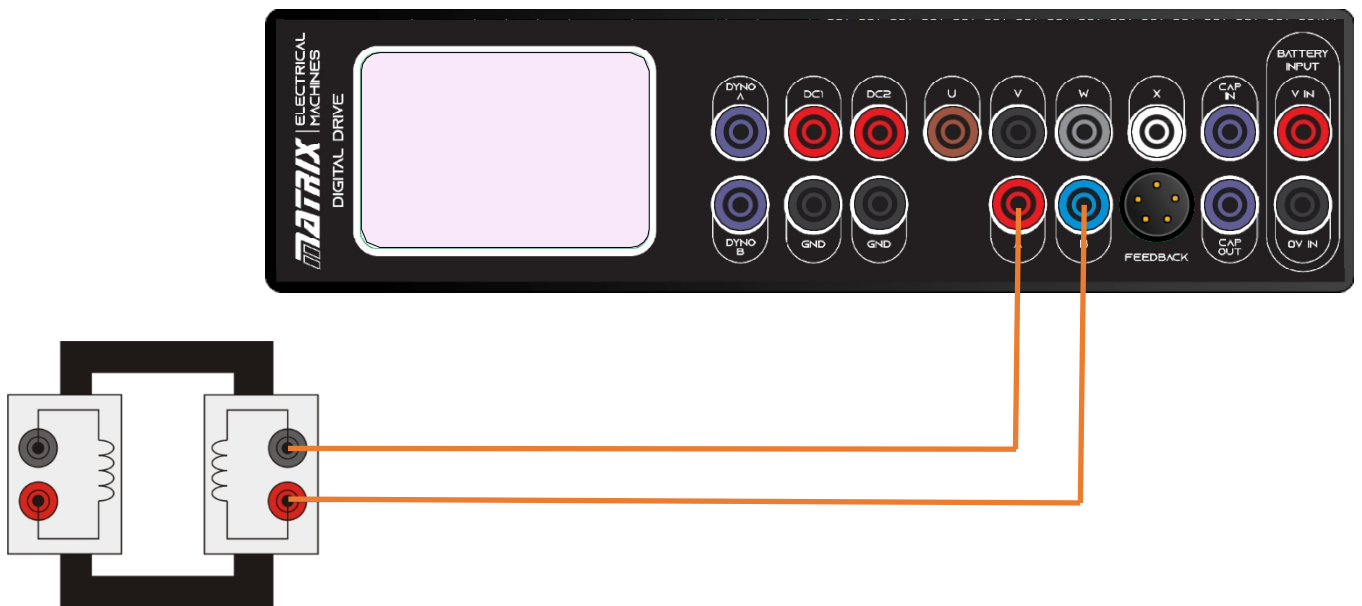 MATRIX
ELECTRICAL
MACHINES
DIGITAL DRIVE
DYNO
A
DC1
DC2
U
V
W
X
CAP
IN
BATTERY
INPUT
V IN
DYNO
B
GND
GND
A
B
FEEDBACK
CAP
OUT
0V IN